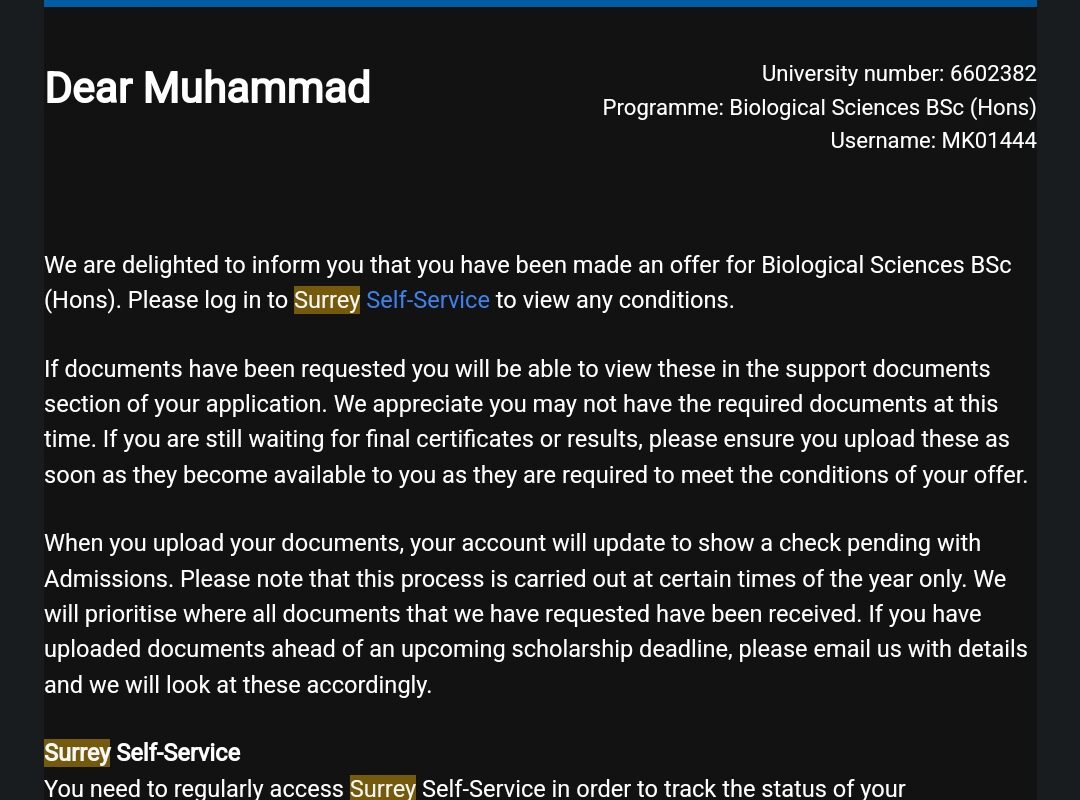 Dear Muhammad
University number: 6602382
Programme: Biological Sciences BSc (Hons)
Username: MK01444
We are delighted to inform you that you have been made an offer for Biological Sciences BSc
(Hons). Please log in to Surrey Self-Service to view any conditions.
If documents have been requested you will be able to view these in the support documents
section of your application. We appreciate you may not have the required documents at this
time. If you are still waiting for final certificates or results, please ensure you upload these as
soon as they become available to you as they are required to meet the conditions of your offer.
When you upload your documents, your account will update to show a check pending with
Admissions. Please note that this process is carried out at certain times of the year only. We
will prioritise where all documents that we have requested have been received. If you have
uploaded documents ahead of an upcoming scholarship deadline, please email us with details
and we will look at these accordingly.
Surrey Self-Service
You need to regularly access Surrey Self-Service in order to track the status of your